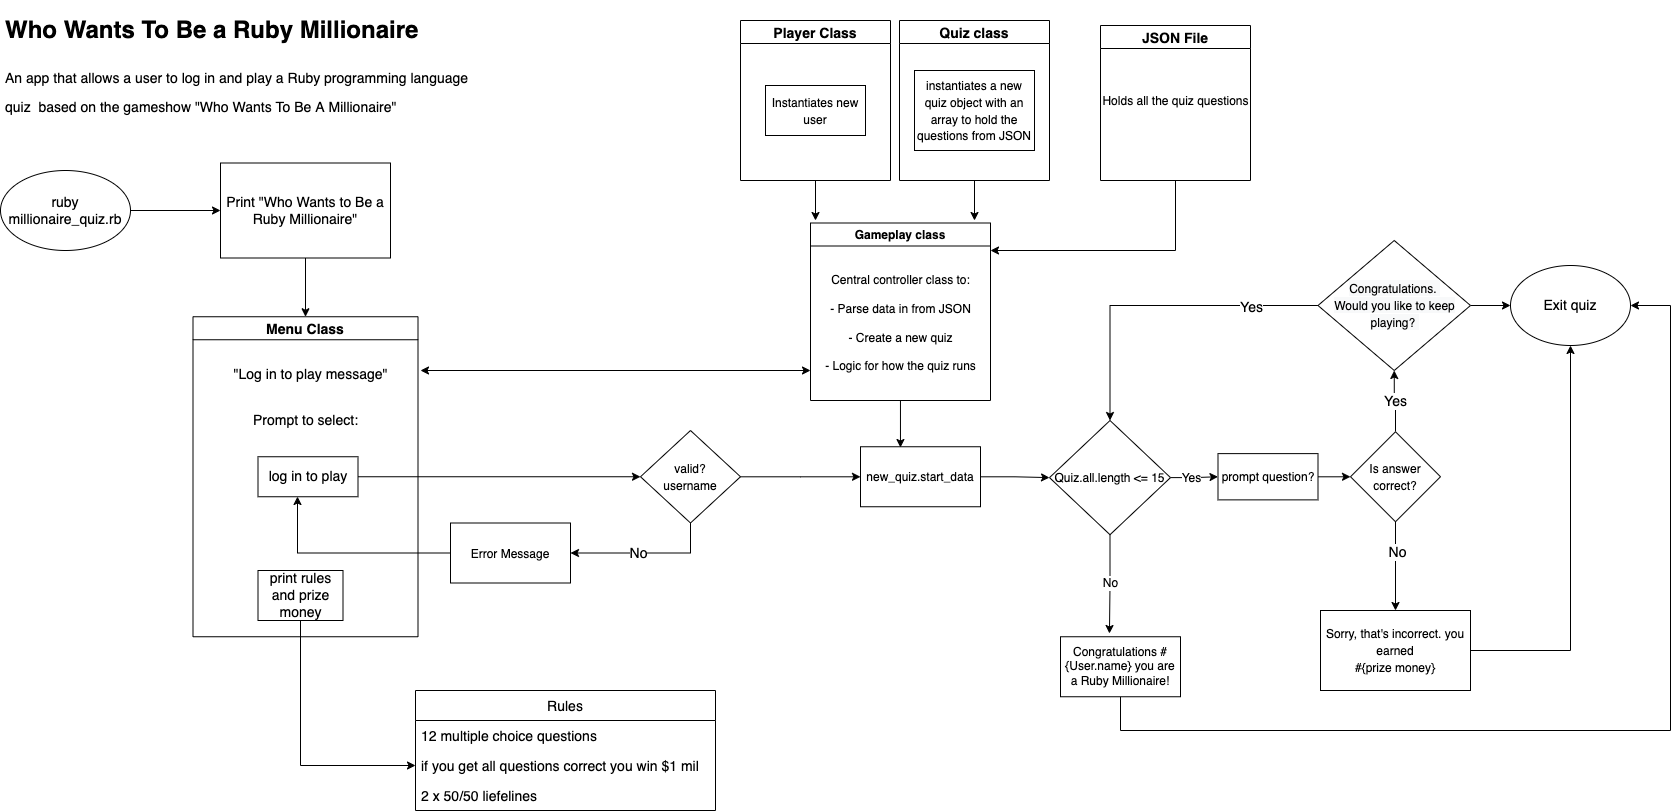 Who Wants To Be a Ruby Millionaire
An app that allows a user to log in and play a Ruby programming language
quiz based on the gameshow "Who Wants To Be A Millionaire"
Player Class
Instantiates new
user
Quiz class
instantiates a new
quiz object with an
array to hold the
questions from JSON
JSON File
Holds all the quiz questions
ruby
millionaire_quiz.rb
Print "Who Wants to Be a
Ruby Millionaire"
Gameplay class
Central controller class to:
- Parse data in from JSON
- Create a new quiz
- Logic for how the quiz runs
Menu Class
"Log in to play message"
Prompt to select:
log in to play
print rules
and prize
money
valid?
username
No
Error Message
new_quiz.start_data
Quiz.all.length <= 15
Yes
prompt question?
Is answer
correct?
Yes
Congratulations.
Would you like to keep
playing?
Yes
Exit quiz
No
Sorry, that's incorrect. you
earned
#{prize money}
No
Congratulations #
{User.name} you are
a Ruby Millionaire!
Rules
12 multiple choice questions
if you get all questions correct you win $1 mil
2 x 50/50 liefelines